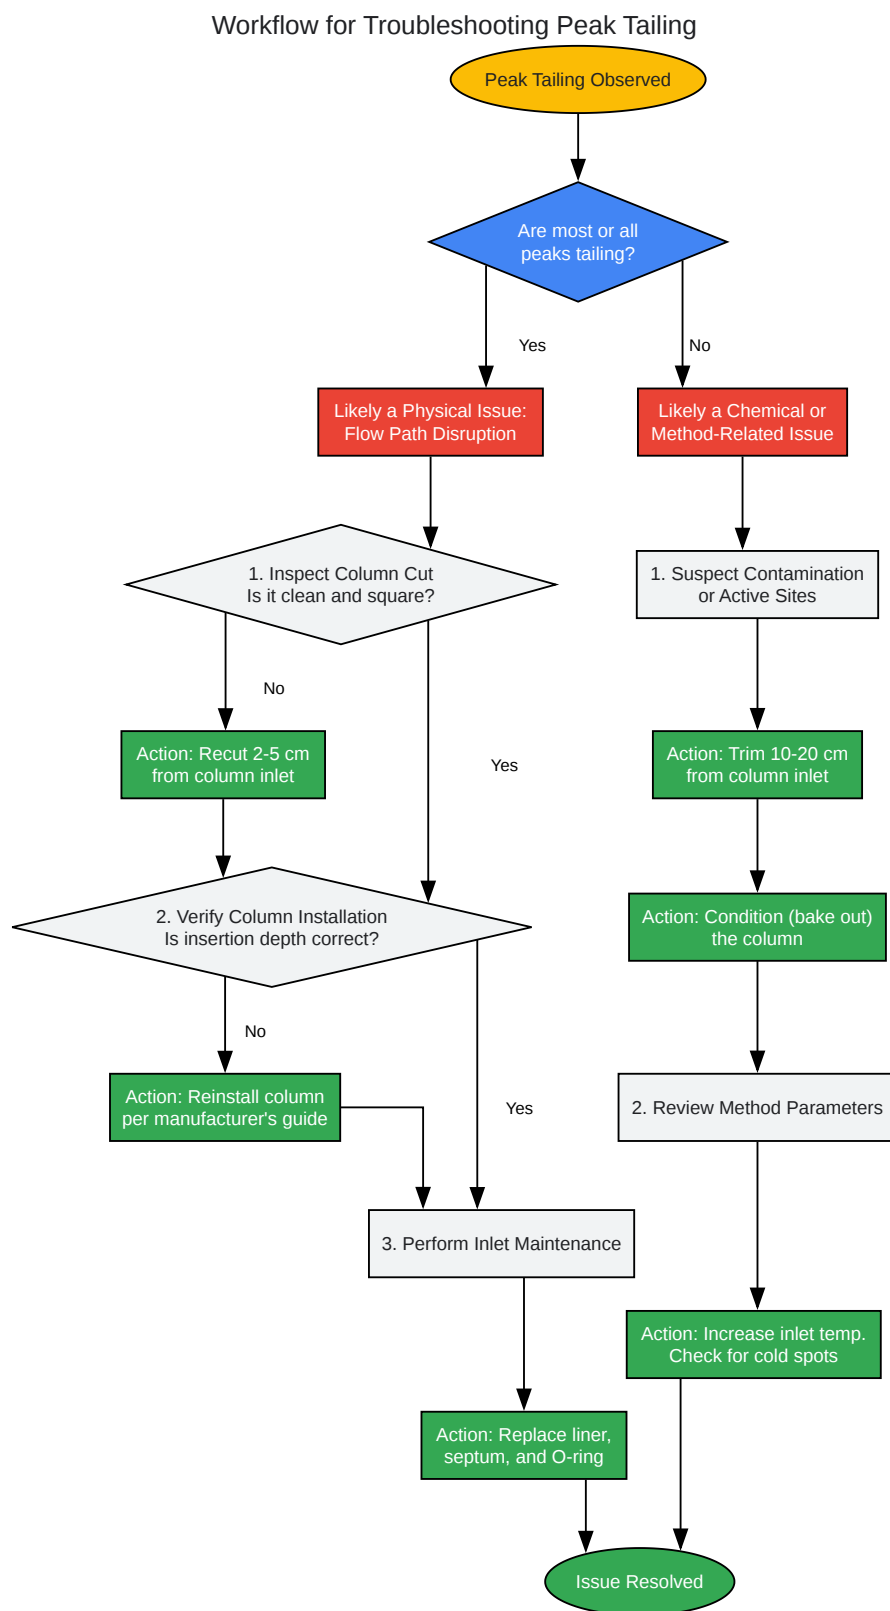 Workflow for Troubleshooting Peak Tailing
Peak Tailing Observed
Are most or all
peaks tailing?
Yes
No
Likely a Physical Issue:
Flow Path Disruption
Likely a Chemical or
Method-Related Issue
1. Inspect Column Cut
Is it clean and square?
1. Suspect Contamination
or Active Sites
No
Yes
Action: Recut 2-5 cm
from column inlet
Action: Trim 10-20 cm
from column inlet
2. Verify Column Installation
Is insertion depth correct?
Action: Condition (bake out)
the column
No
Yes
Action: Reinstall column
per manufacturer's guide
2. Review Method Parameters
3. Perform Inlet Maintenance
Action: Increase inlet temp.
Check for cold spots
Action: Replace liner,
septum, and O-ring
Issue Resolved